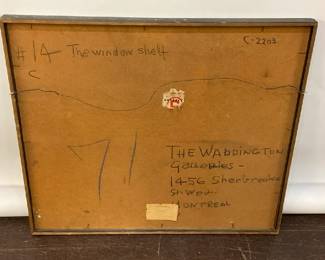 #14 The window shelf
C-2203
C
71
THE WADDINGTON
Galleries -
1456 Sherbrooke
St. West
MONTREAL